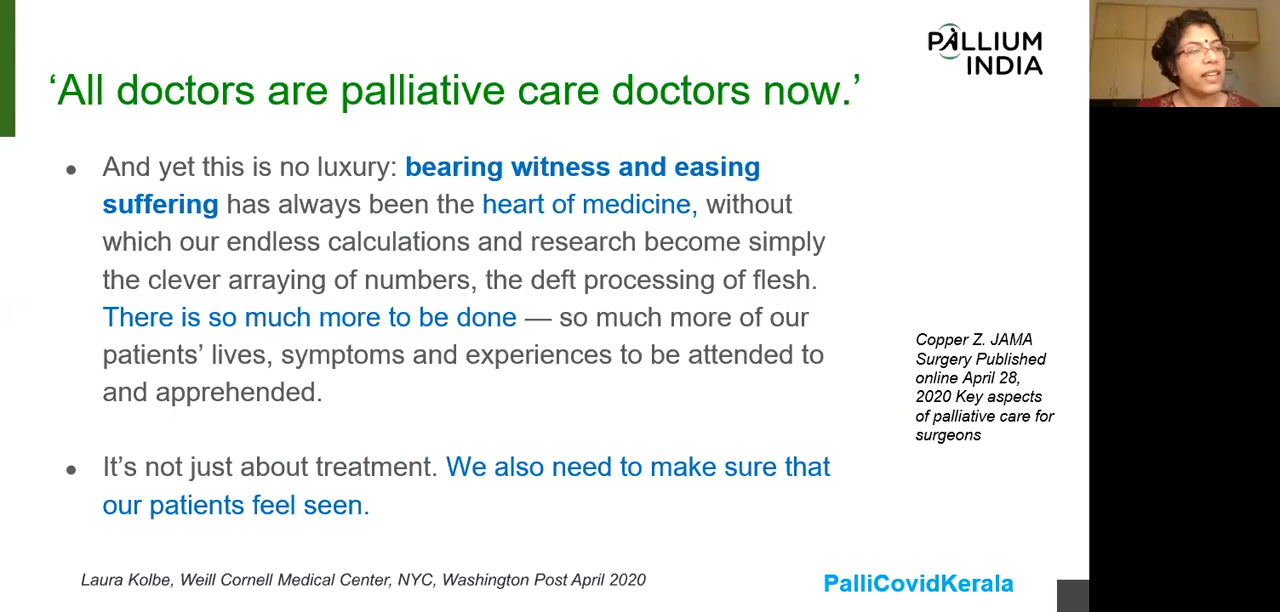 PALLIUM
INDIA
‘All doctors are palliative care doctors now.’
• And yet this is no luxury: bearing witness and easing
suffering has always been the heart of medicine, without
which our endless calculations and research become simply
the clever arraying of numbers, the deft processing of flesh.
There is so much more to be done — so much more of our
patients’ lives, symptoms and experiences to be attended to
and apprehended.
• It’s not just about treatment. We also need to make sure that
our patients feel seen.
Copper Z. JAMA
Surgery Published
online April 28,
2020 Key aspects
of palliative care for
surgeons
Laura Kolbe, Weill Cornell Medical Center, NYC, Washington Post April 2020
PalliCovidKerala